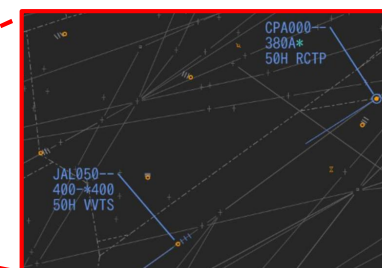 CPA000--
380A*
50H RCTP
JAL050--
400-*400
50H VVTS